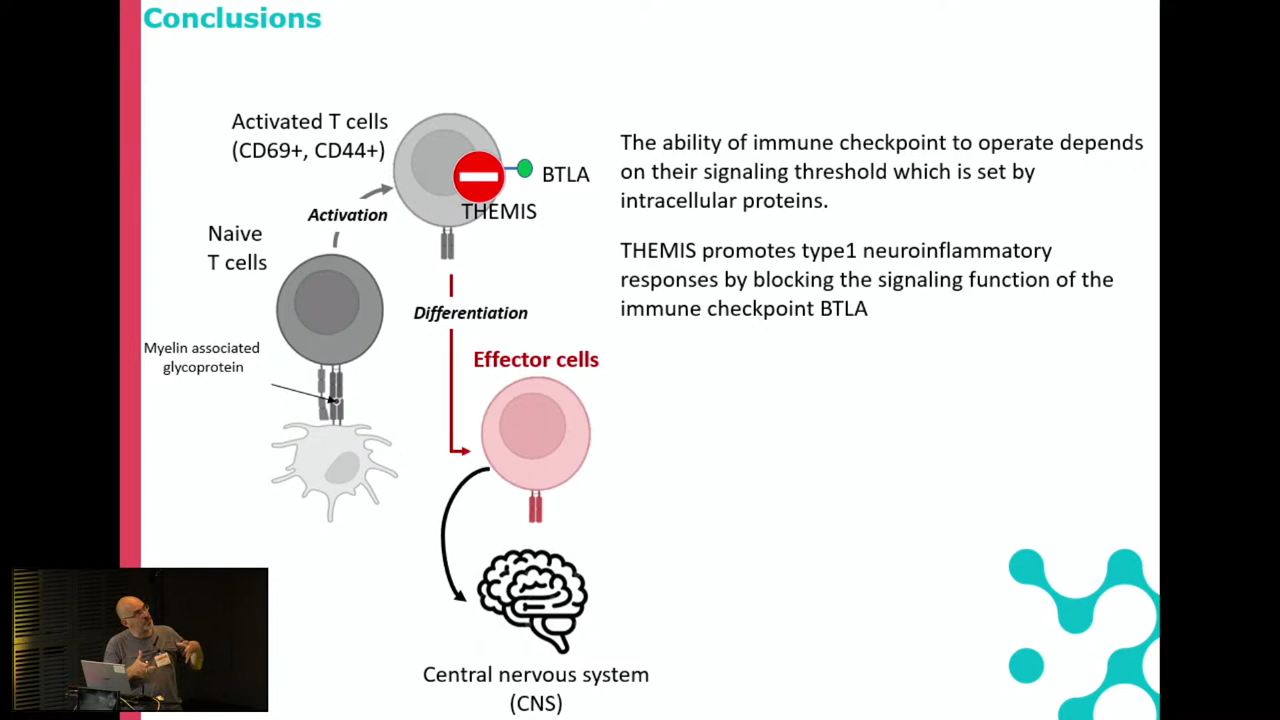 Conclusions
Activated T cells
(CD69+, CD44+)
BTLA
THEMIS
Activation
Naive
T cells
Differentiation
Myelin associated
glycoprotein
Effector cells
Central nervous system
(CNS)
The ability of immune checkpoint to operate depends
on their signaling threshold which is set by
intracellular proteins.
THEMIS promotes type1 neuroinflammatory
responses by blocking the signaling function of the
immune checkpoint BTLA